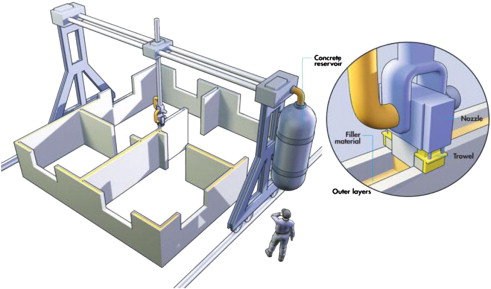 Concrete
reservoir
Nozzle
Filler
material
Trowel
Outer layers